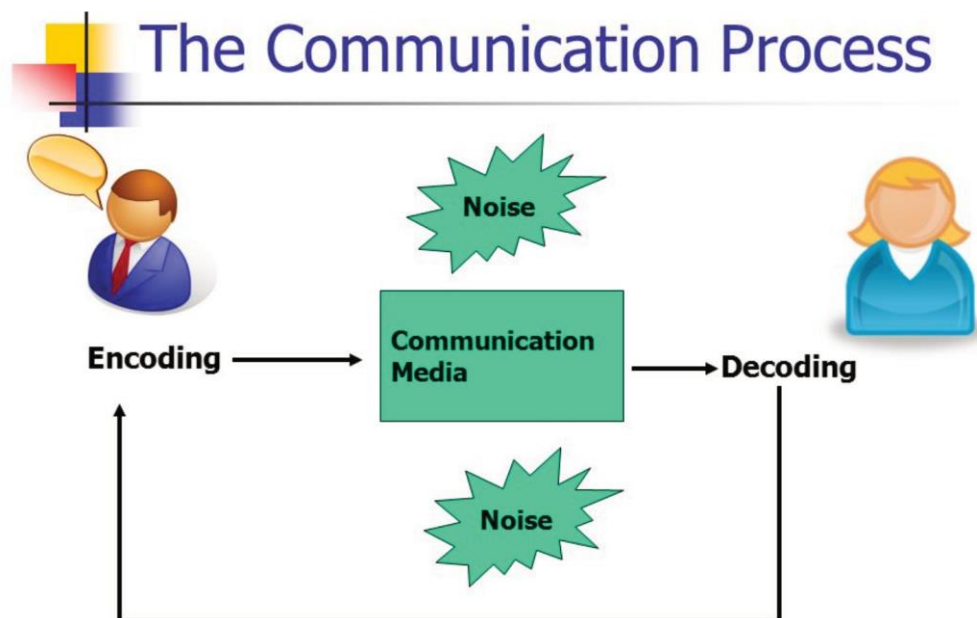 The Communication Process
Noise
Encoding
Communication
Media
Decoding
Noise